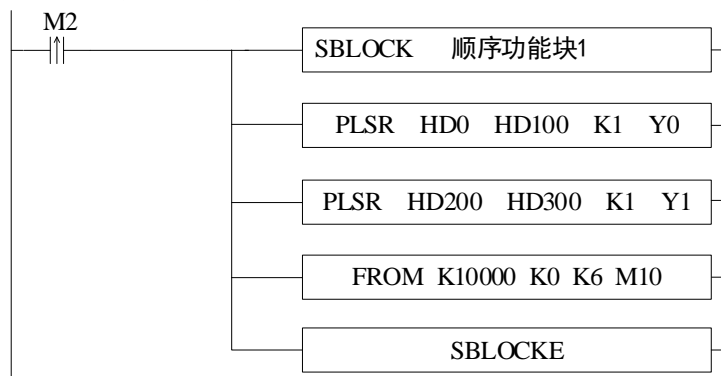 M2
SBLOCK 顺序功能块1
PLSR HD0 HD100 K1 Y0
PLSR HD200 HD300 K1 Y1
FROM K10000 K0 K6 M10
SBLOCKE